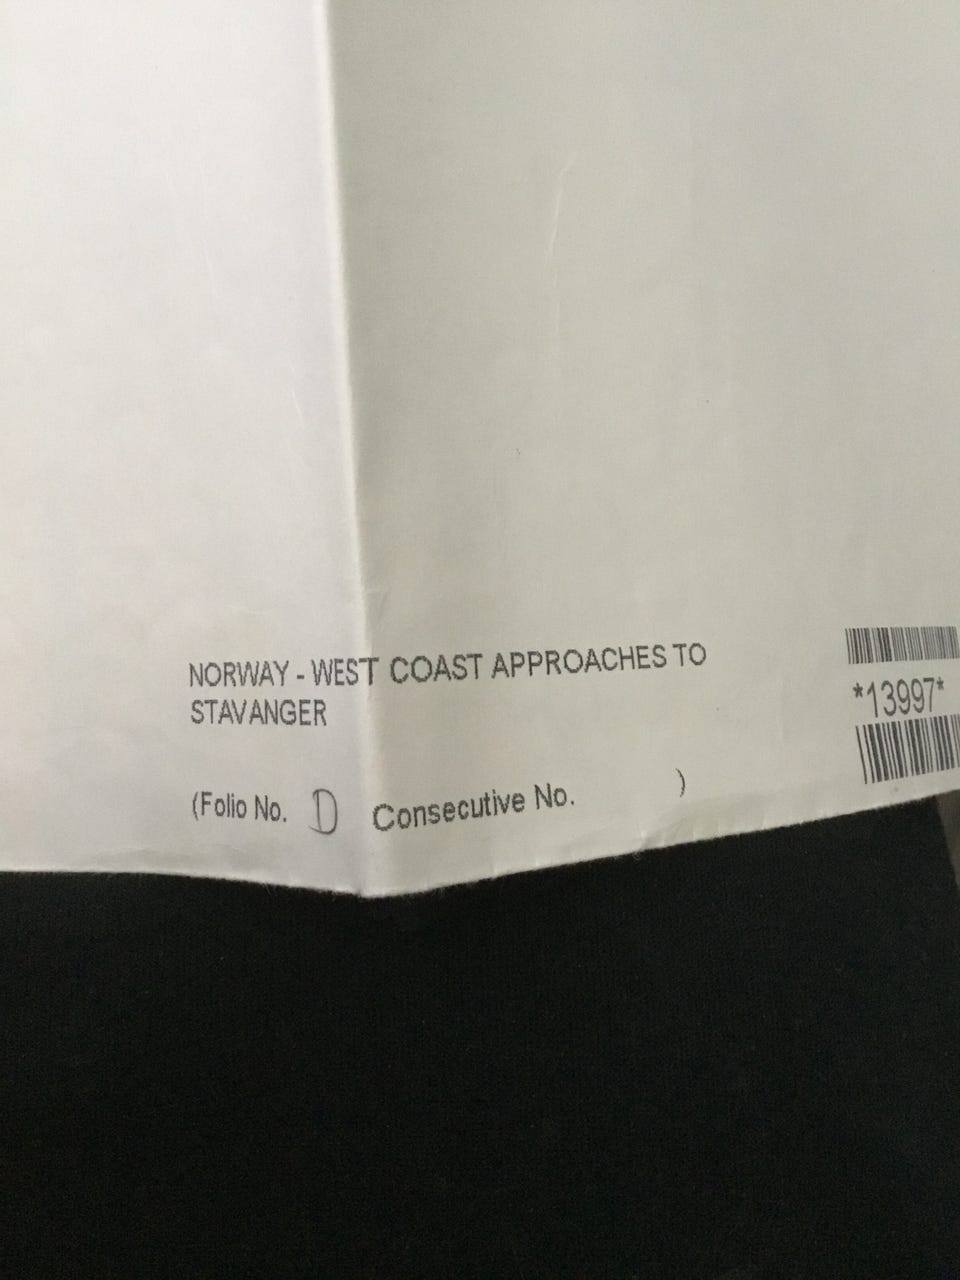 NORWAY - WEST COAST APPROACHES TO
STAVANGER
*13997*
(Folio No. D Consecutive No. )